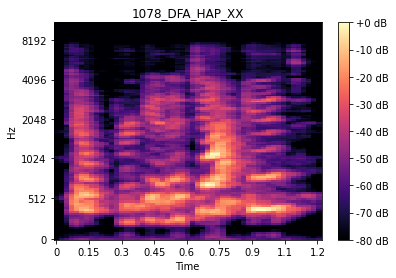 1078_DFA_HAP_XX
8192
4096
2048
1024
512
0
Hz
0 0.15 0.3 0.45 0.6 0.75 0.9 1.1 1.2
Time
+0 dB
-10 dB
-20 dB
-30 dB
-40 dB
-50 dB
-60 dB
-70 dB
-80 dB